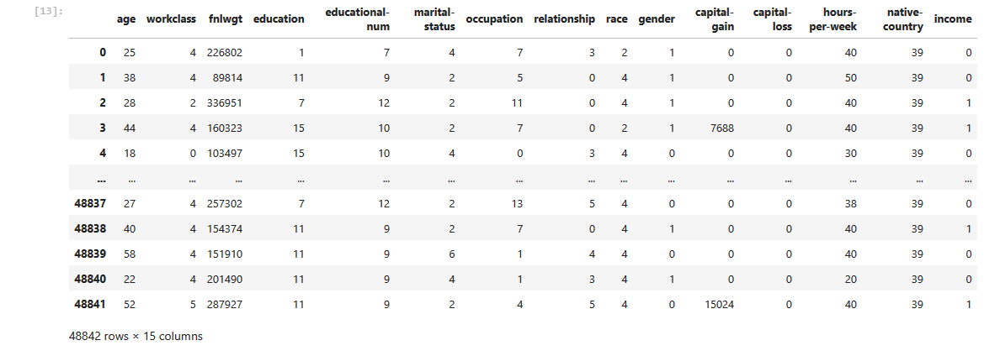 [13]:
age workclass fnlwgt education educational-num marital-status occupation relationship race gender capital-gain capital-loss hours-per-week native-country income
0 25 4 226802 1 7 4 7 3 2 1 0 0 40 39 0
1 38 4 89814 11 9 2 5 0 4 1 0 0 50 39 0
2 28 2 336951 7 12 2 11 0 4 1 0 0 40 39 1
3 44 4 160323 15 10 2 7 0 2 1 7688 0 40 39 1
4 18 0 103497 15 10 4 0 3 4 0 0 0 30 39 0
... ... ... ... ... ... ... ... ... ... ... ... ... ... ... ...
48837 27 4 257302 7 12 2 13 5 4 0 0 0 38 39 0
48838 40 4 154374 11 9 2 7 0 4 1 0 0 40 39 1
48839 58 4 151910 11 9 6 1 4 4 0 0 0 40 39 0
48840 22 4 201490 11 9 4 1 3 4 1 0 0 20 39 0
48841 52 5 287927 11 9 2 4 5 4 0 15024 0 40 39 1
48842 rows × 15 columns